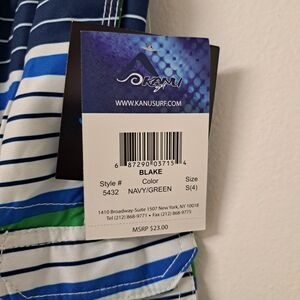 KANU
WWW.KANUSURF.COM
6 87290 03715 4
BLAKE
Style # Color Size
5432 NAVY/GREEN S(4)
1410 Broadway-Suite 1507 New York, NY 10018
Tel (212) 868-9771 • Fax (212) 868-9775
MSRP $23.00